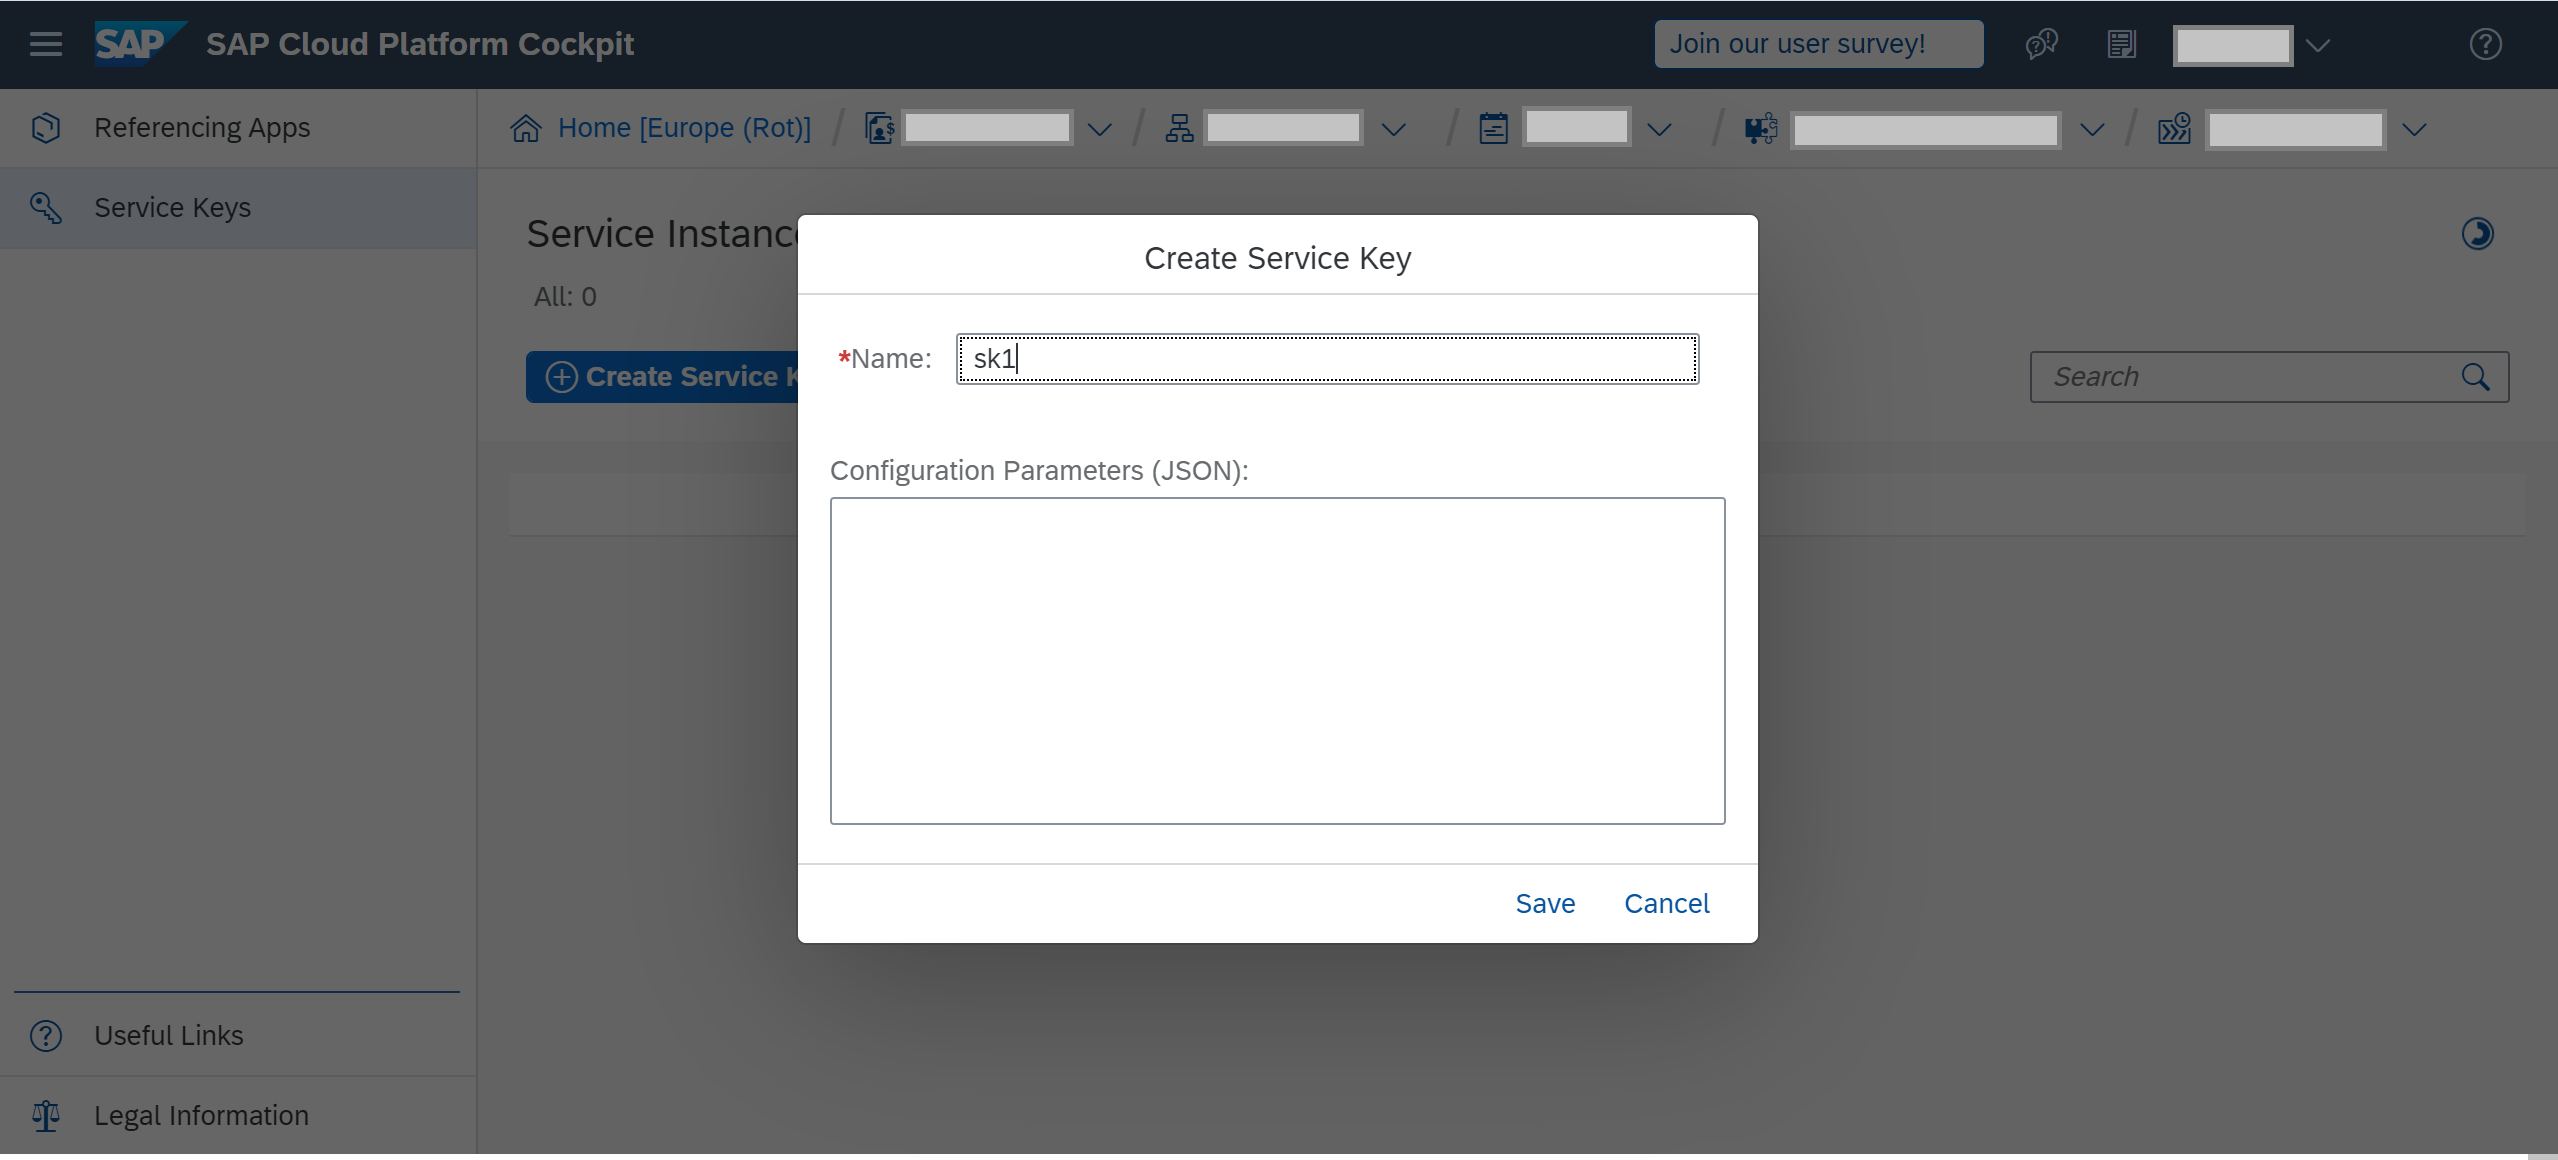 SAP SAP Cloud Platform Cockpit Join our user survey!
Referencing Apps
Home [Europe (Rot)] / / / / /
Service Keys
Service Instanc
All: 0
Create Service K
Search
Create Service Key
*Name: sk1
Configuration Parameters (JSON):
Save Cancel
Useful Links
Legal Information